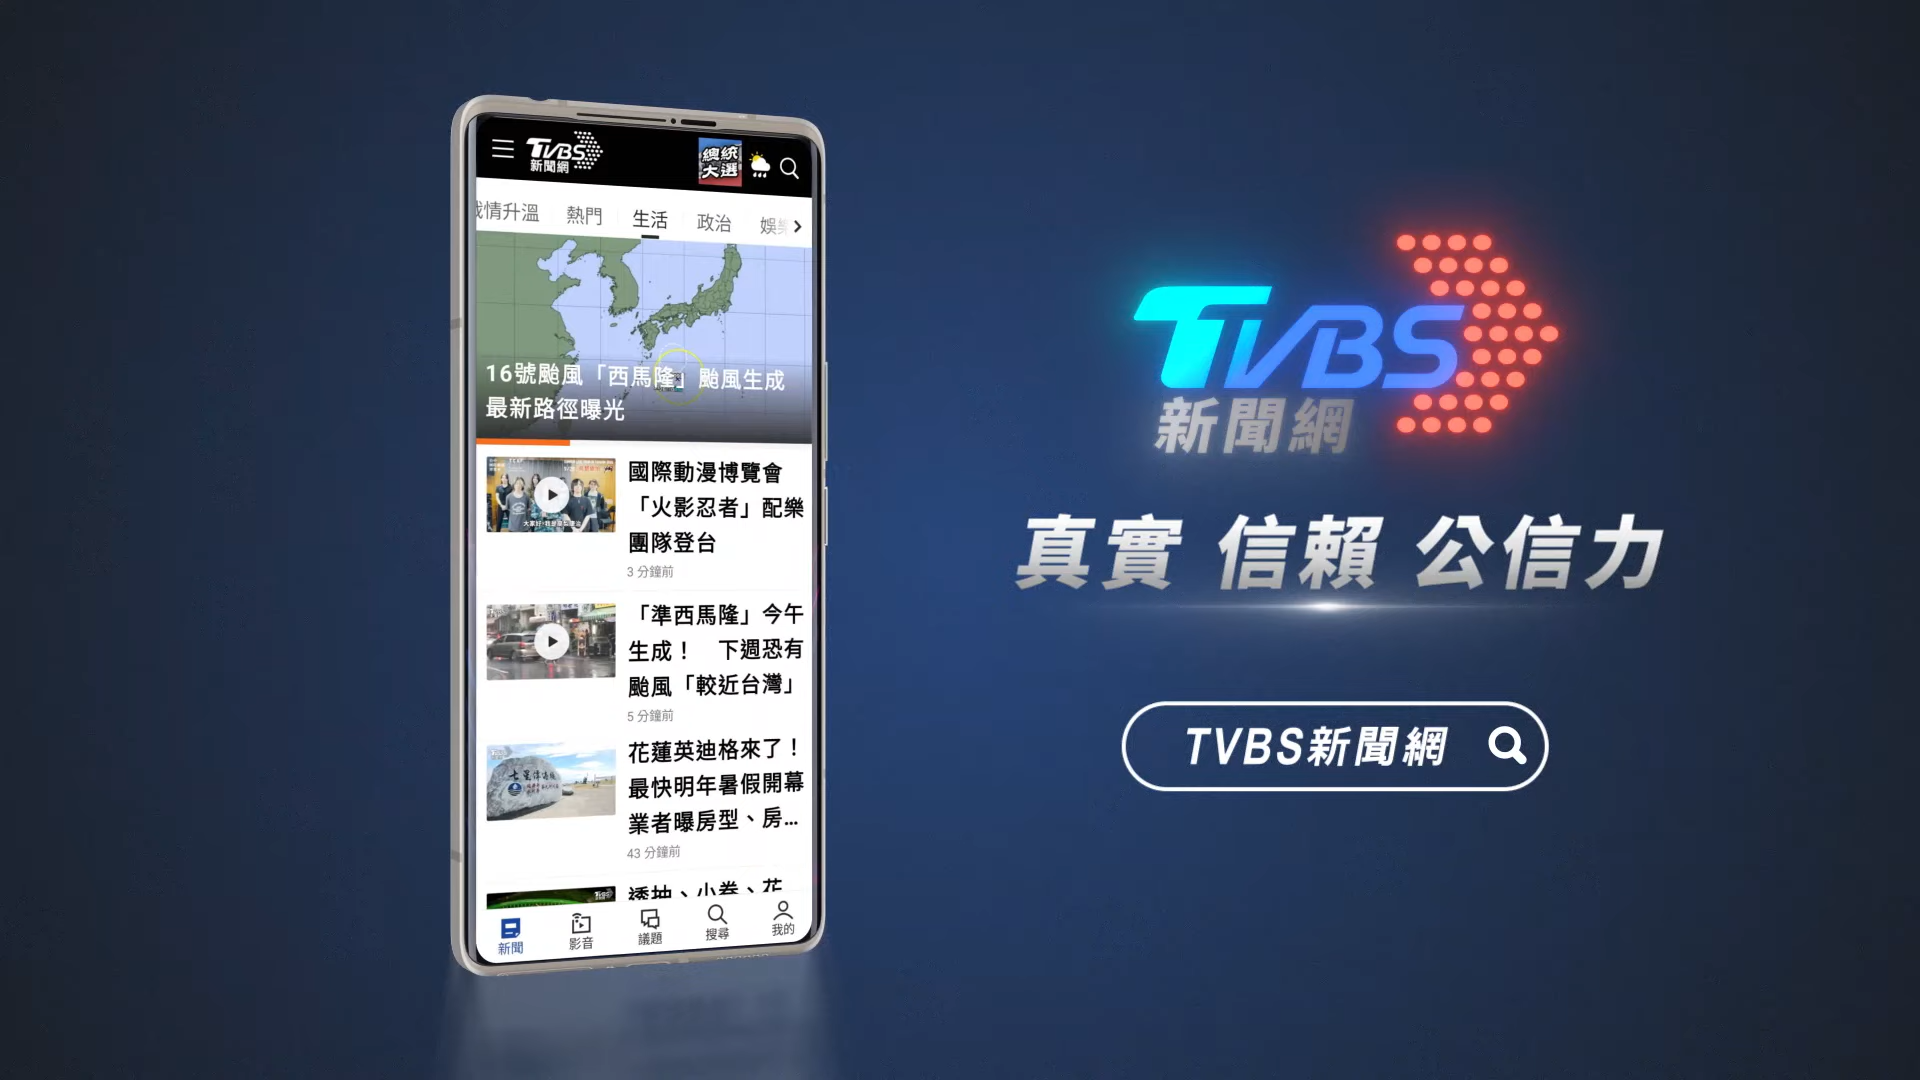 TVBS
新聞網
總統
大選
情升溫
熱門
生活
政治
娛
16號颱風「西馬隆」颱風生成
最新路徑曝光
國際動漫博覽會
「火影忍者」配樂
團隊登台
3 分鐘前
「準西馬隆」今午
生成！ 下週恐有
颱風「較近台灣」
5 分鐘前
花蓮英迪格來了！
最快明年暑假開幕
業者曝房型、房...
43 分鐘前
透抽、小卷、花
新聞
影音
議題
搜尋
我的
TVBS
新聞網
真實 信賴 公信力
TVBS新聞網